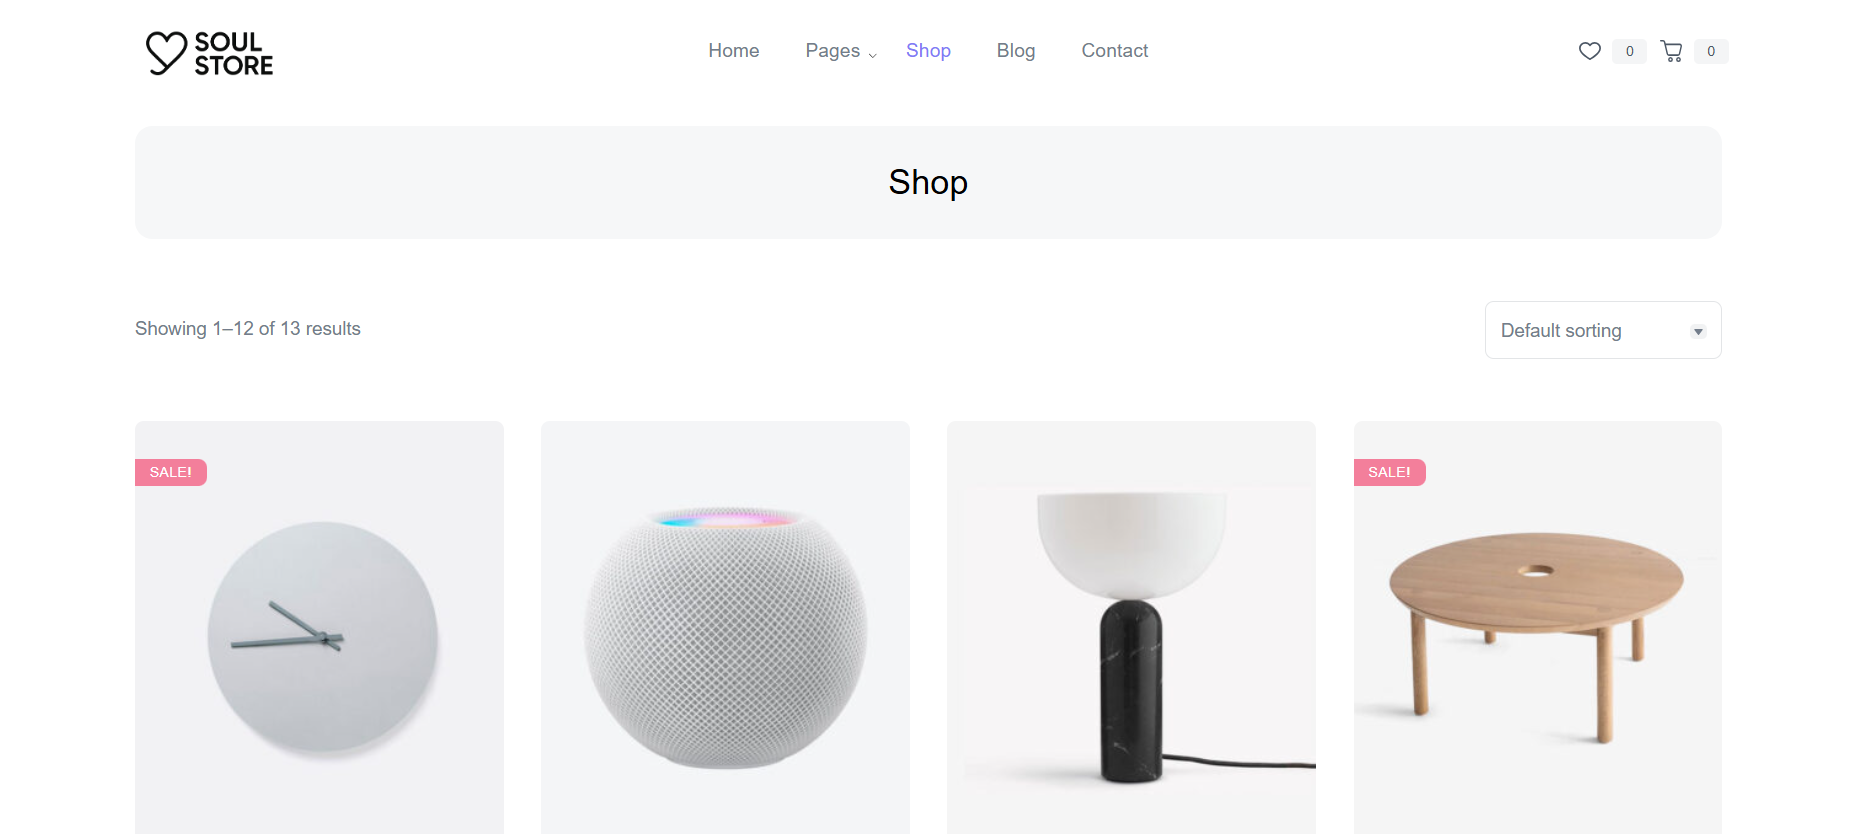 SOUL
STORE
Home Pages Shop Blog Contact 0 0
Shop
Showing 1–12 of 13 results
Default sorting
SALE!
SALE!